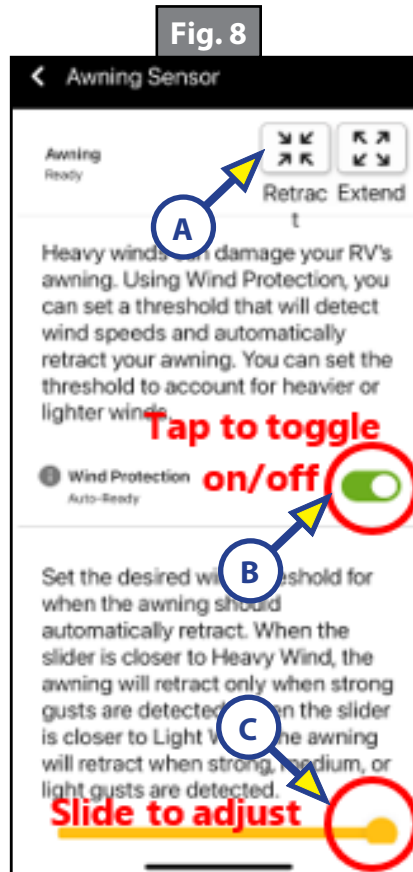 Fig. 8
Awning Sensor
Awning
Ready
Retrac
t
Extend
A
Heavy winds can damage your RV's
awning. Using Wind Protection, you
can set a threshold that will detect
wind speeds and automatically
retract your awning. You can set the
threshold to account for heavier or
lighter winds.
Tap to toggle
on/off
Wind Protection
Auto-Ready
B
Set the desired wind threshold for
when the awning should
automatically retract. When the
slider is closer to Heavy Wind, the
awning will retract only when strong
gusts are detected. When the slider
is closer to Light Wind, the awning
will retract when strong, medium, or
light gusts are detected.
C
Slide to adjust